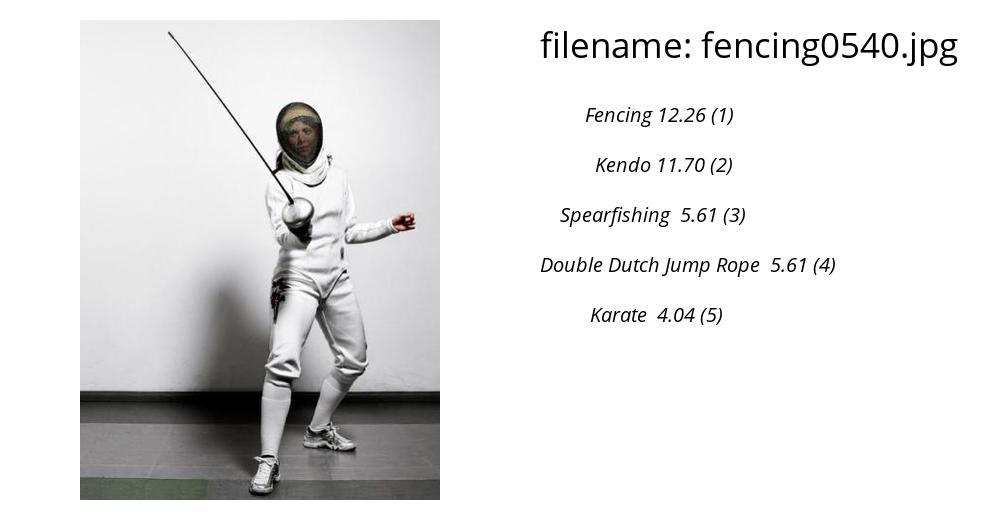 filename: fencing0540.jpg
Fencing 12.26 (1)
Kendo 11.70 (2)
Spearfishing 5.61 (3)
Double Dutch Jump Rope 5.61 (4)
Karate 4.04 (5)